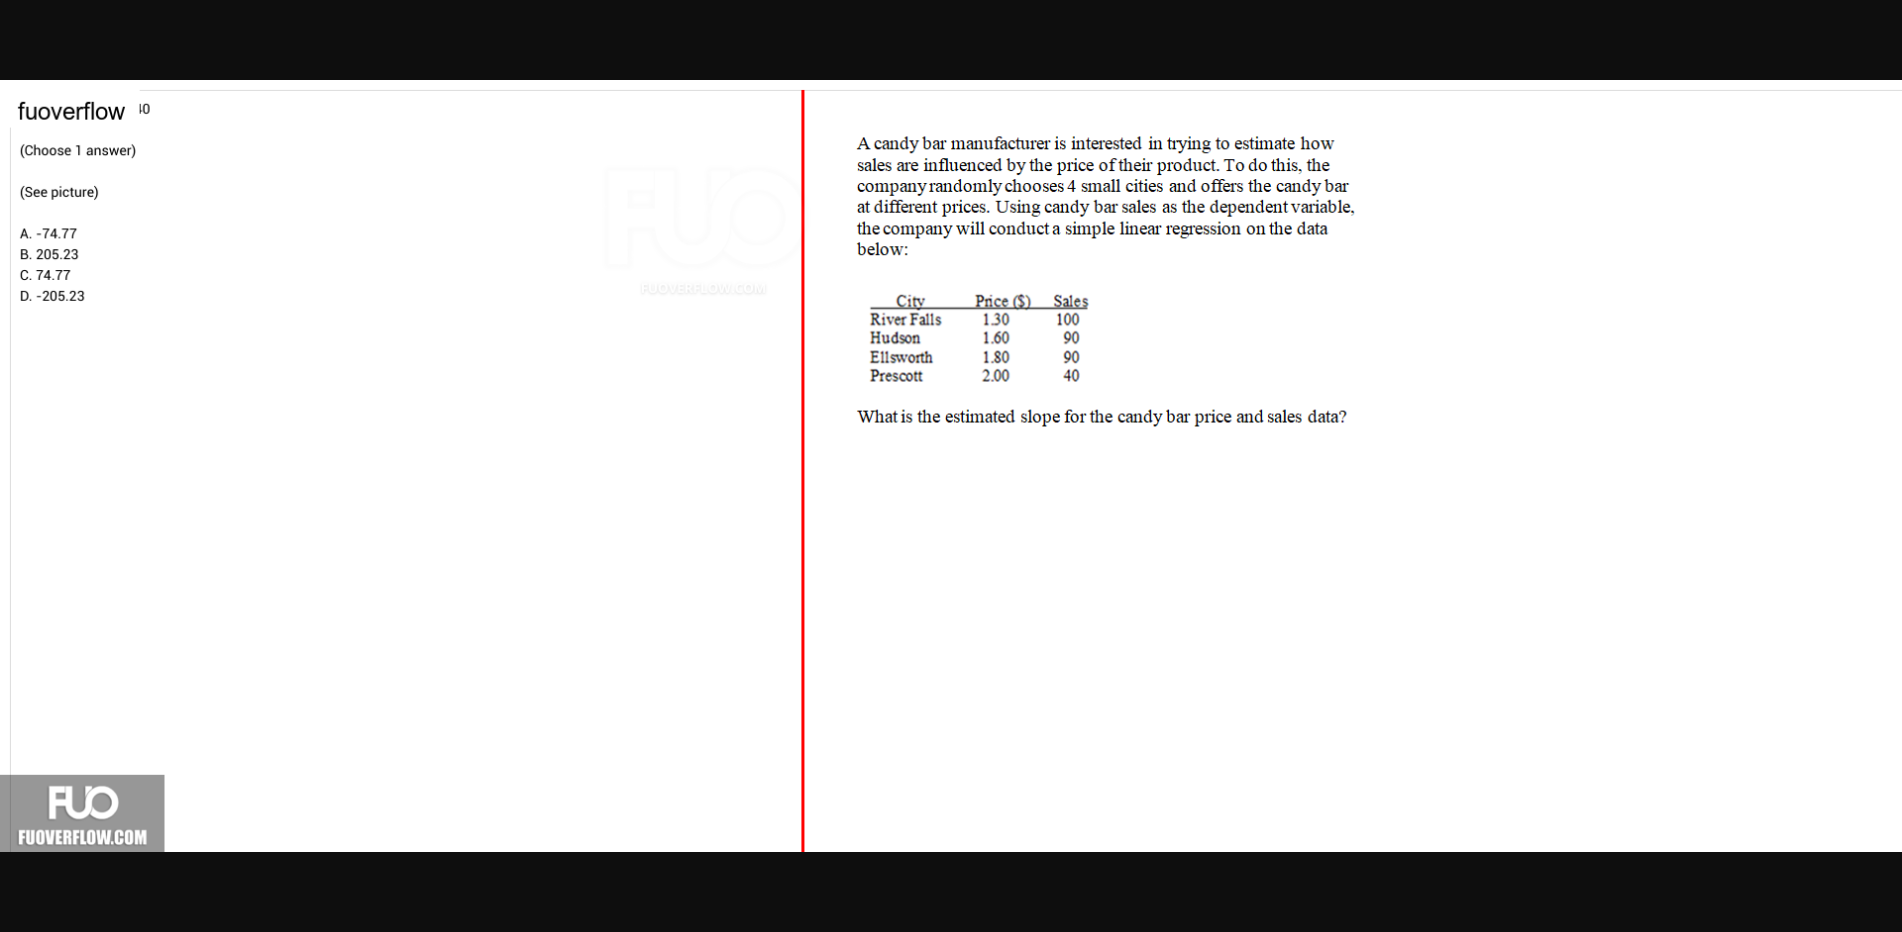 fuoverflow 40
(Choose 1 answer)
(See picture)
A. -74.77
B. 205.23
C. 74.77
D. -205.23
FUO
FUOVERFLOW.COM
A candy bar manufacturer is interested in trying to estimate how
sales are influenced by the price of their product. To do this, the
company randomly chooses 4 small cities and offers the candy bar
at different prices. Using candy bar sales as the dependent variable,
the company will conduct a simple linear regression on the data
below:
City Price ($) Sales
River Falls 1.30 100
Hudson 1.60 90
Ellsworth 1.80 90
Prescott 2.00 40
What is the estimated slope for the candy bar price and sales data?
FUO
FUOVERFLOW.COM